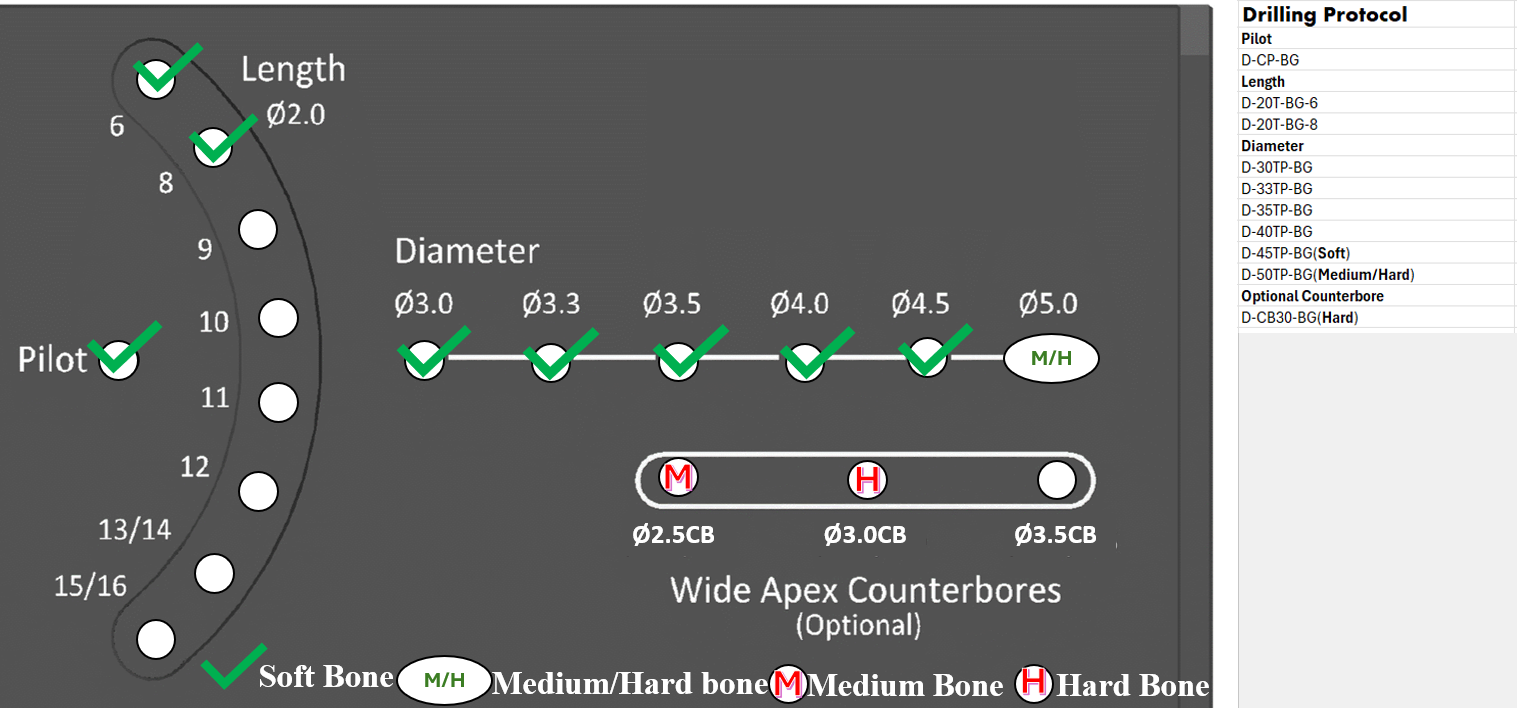 Length
Ø2.0
6
8
9
10
11
12
13/14
15/16
Pilot
Diameter
Ø3.0 Ø3.3 Ø3.5 Ø4.0 Ø4.5 Ø5.0
M/H
M H
Ø2.5CB Ø3.0CB Ø3.5CB
Wide Apex Counterbores
(Optional)
Soft Bone M/H Medium/Hard bone M Medium Bone H Hard Bone
Drilling Protocol
Pilot
D-CP-BG
Length
D-20T-BG-6
D-20T-BG-8
Diameter
D-30TP-BG
D-33TP-BG
D-35TP-BG
D-40TP-BG
D-45TP-BG(Soft)
D-50TP-BG(Medium/Hard)
Optional Counterbore
D-CB30-BG(Hard)